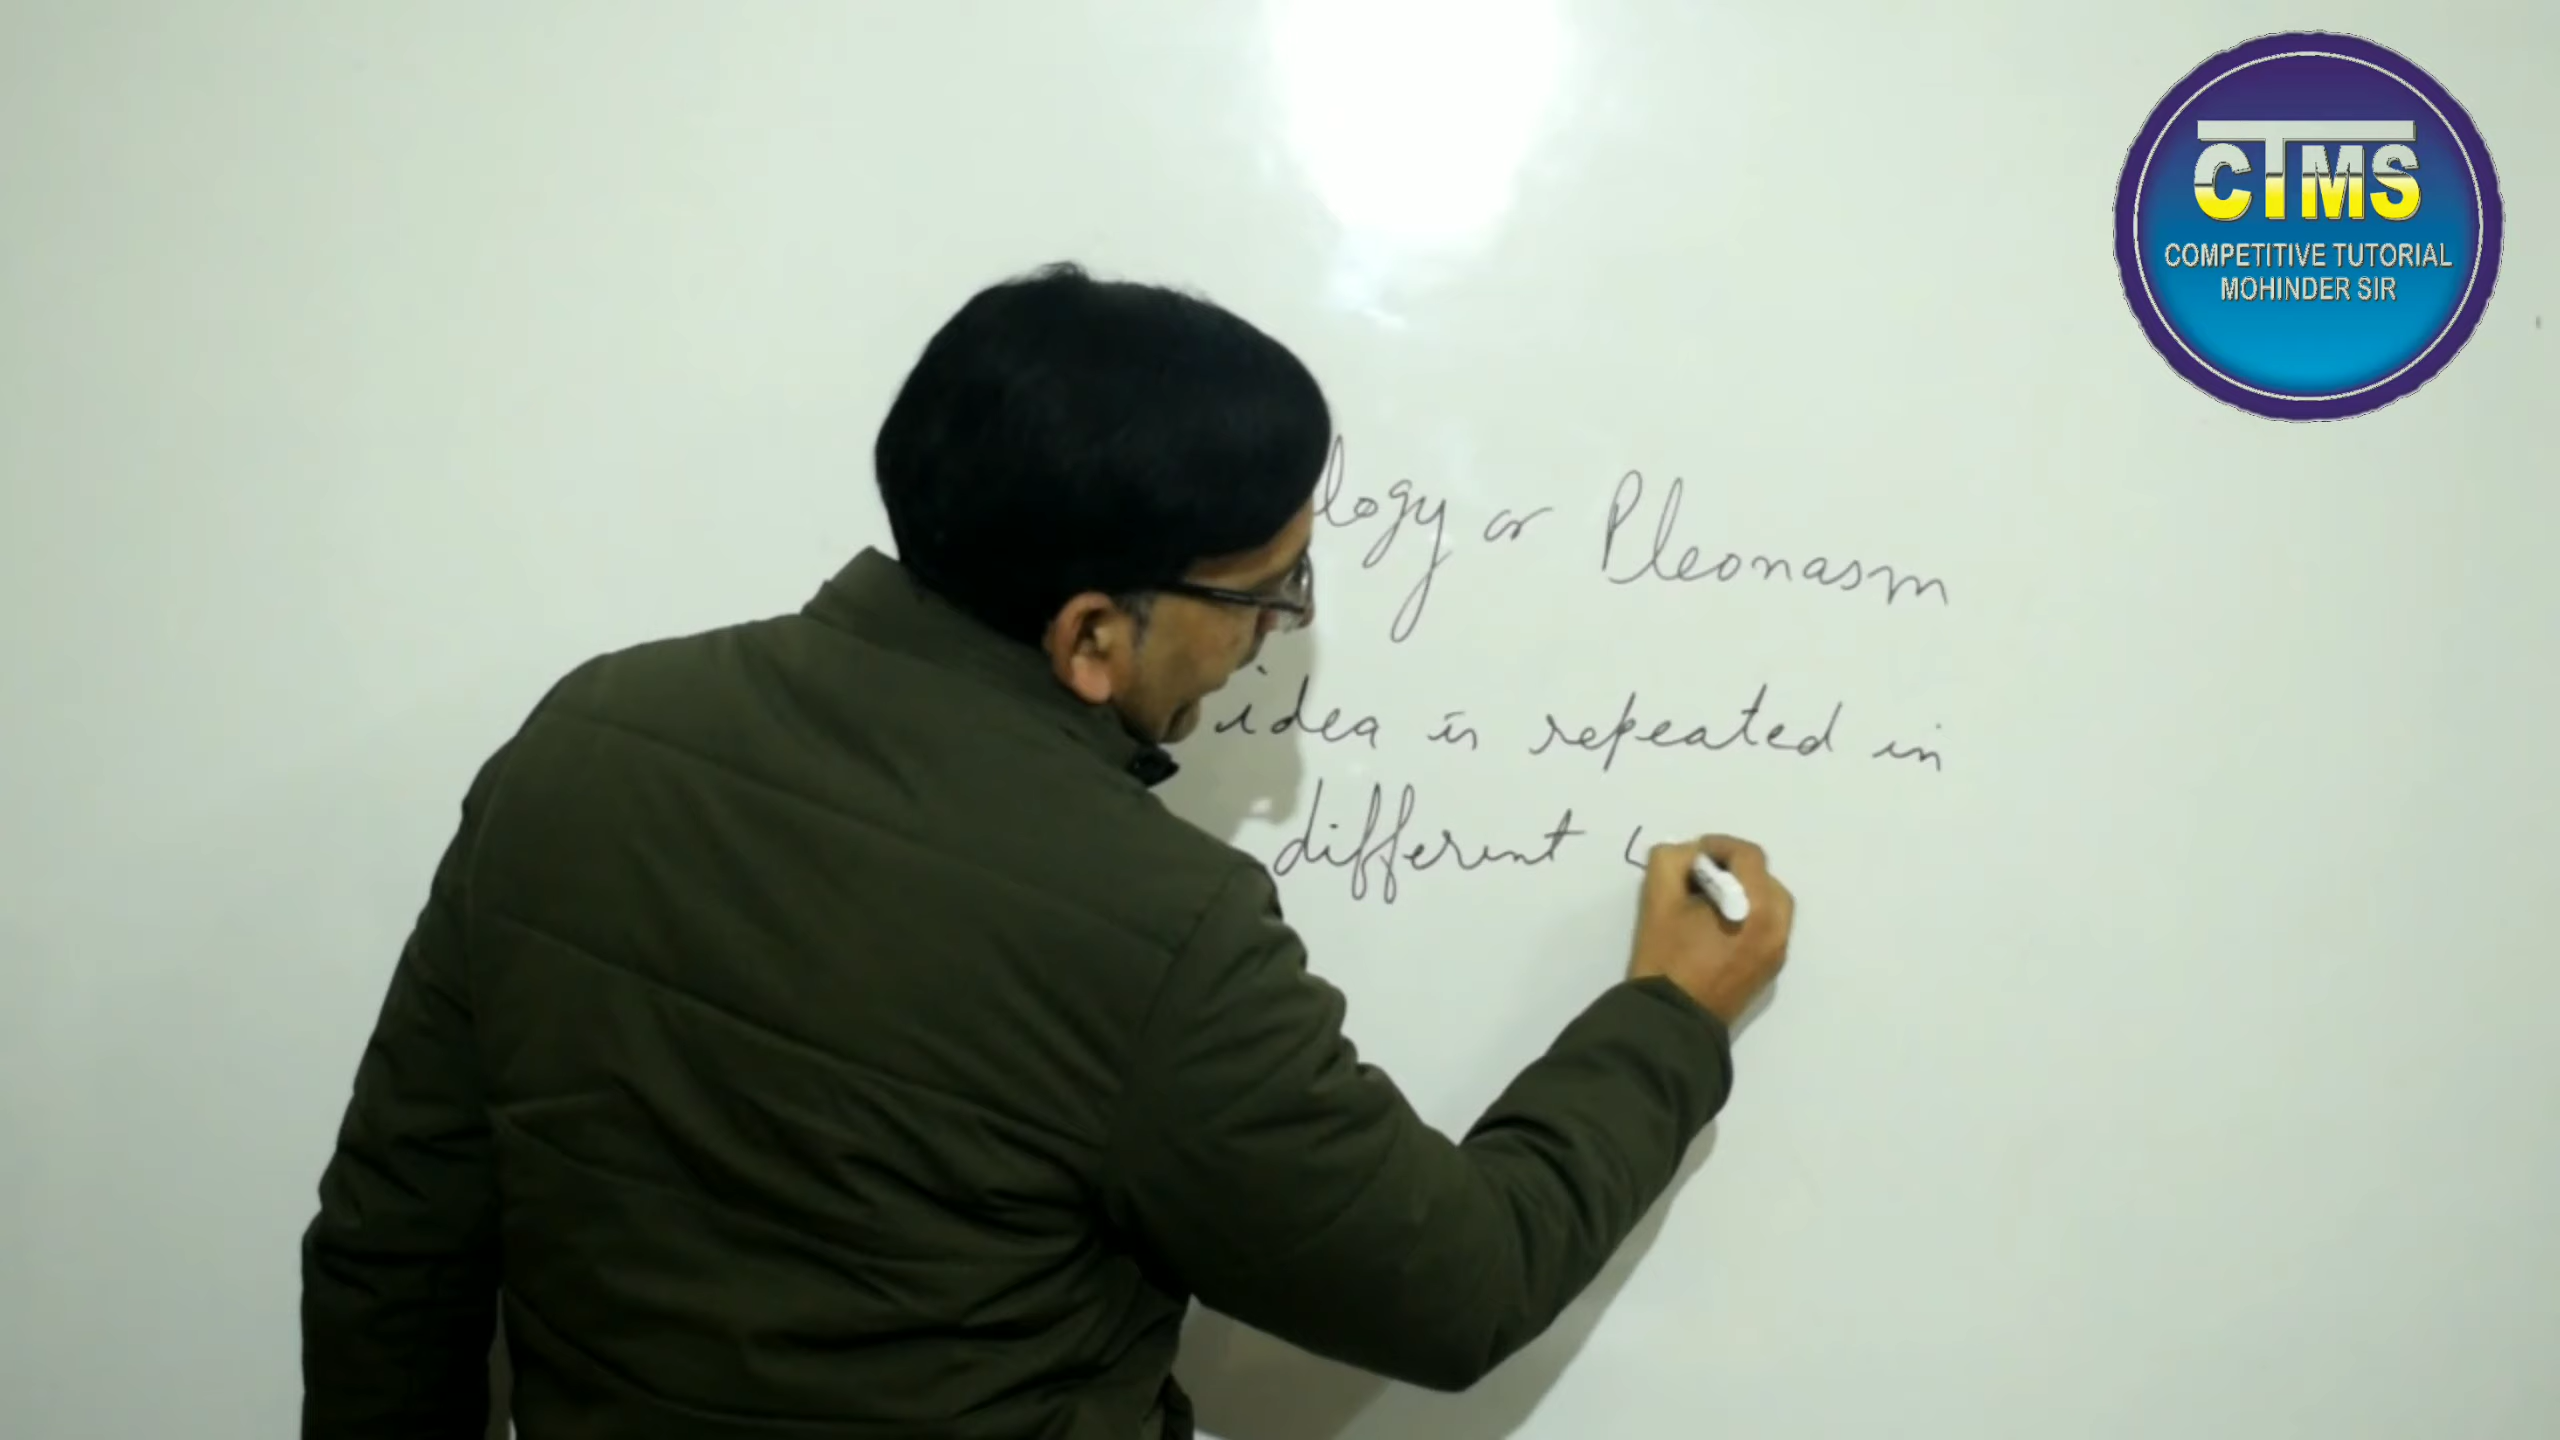 CTMS
COMPETITIVE TUTORIAL
MOHINDER SIR
logy or Pleonasm
idea is repeated in
different